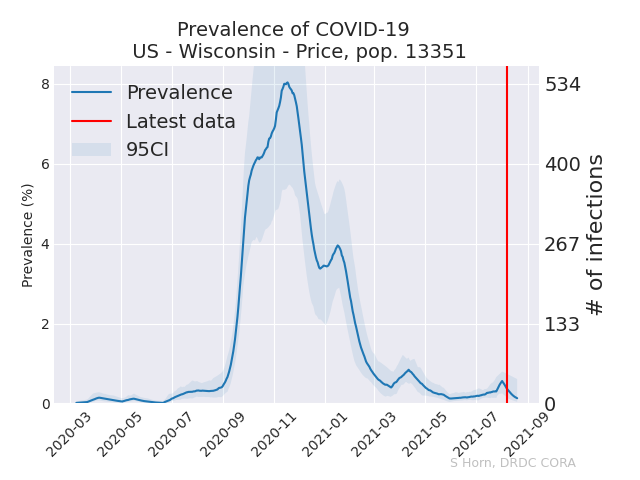 Prevalence of COVID-19
US - Wisconsin - Price, pop. 13351
Prevalence
Latest data
95CI
Prevalence (%)
8
6
4
2
0
# of infections
534
400
267
133
0
2020-03
2020-05
2020-07
2020-09
2020-11
2021-01
2021-03
2021-05
2021-07
2021-09
S Horn, DRDC CORA